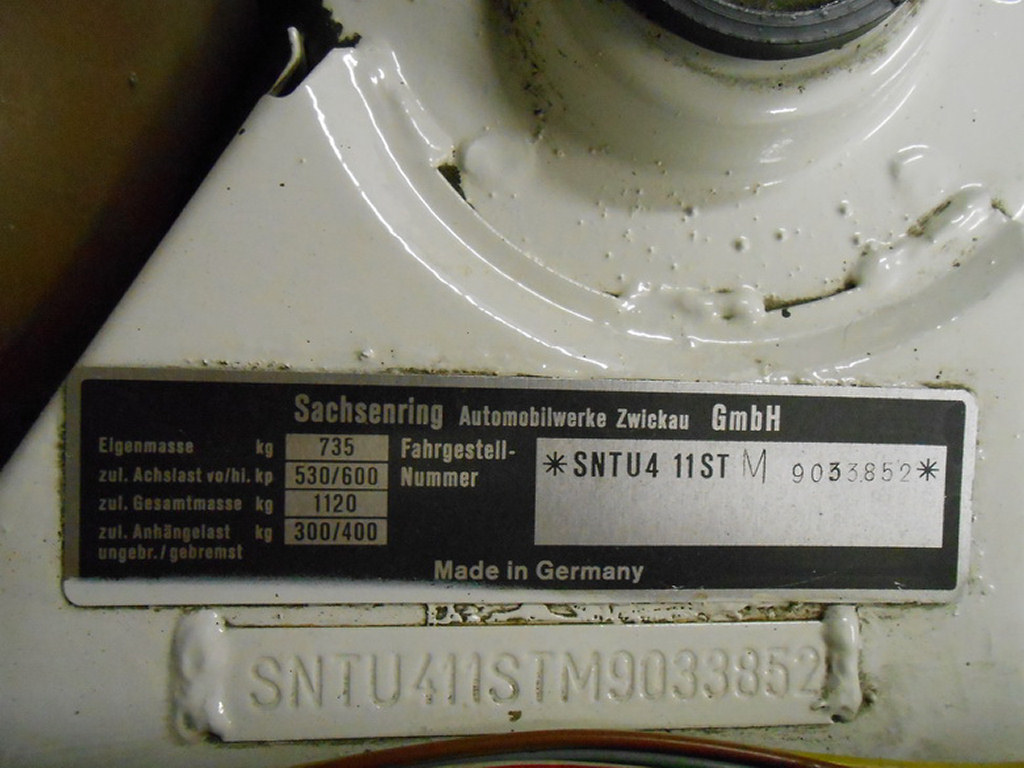 Sachsenring Automobilwerke Zwickau GmbH
Eigenmasse kg 735
zul. Achslast vo/hi. kp 530/600
zul. Gesamtmasse kg 1120
zul. Anhängelast kg 300/400
ungebr./gebremst
Fahrgestell-
Nummer
*SNTU4 11ST M 9033852*
Made in Germany
SNTU411STM9033852